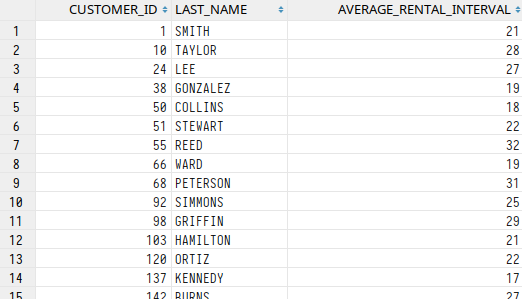 CUSTOMER_ID LAST_NAME AVERAGE_RENTAL_INTERVAL
1 1 SMITH 21
2 10 TAYLOR 28
3 24 LEE 27
4 38 GONZALEZ 19
5 50 COLLINS 18
6 51 STEWART 22
7 55 REED 32
8 66 WARD 19
9 68 PETERSON 31
10 92 SIMMONS 25
11 98 GRIFFIN 29
12 103 HAMILTON 21
13 120 ORTIZ 22
14 137 KENNEDY 17
15 142 BURNS 27